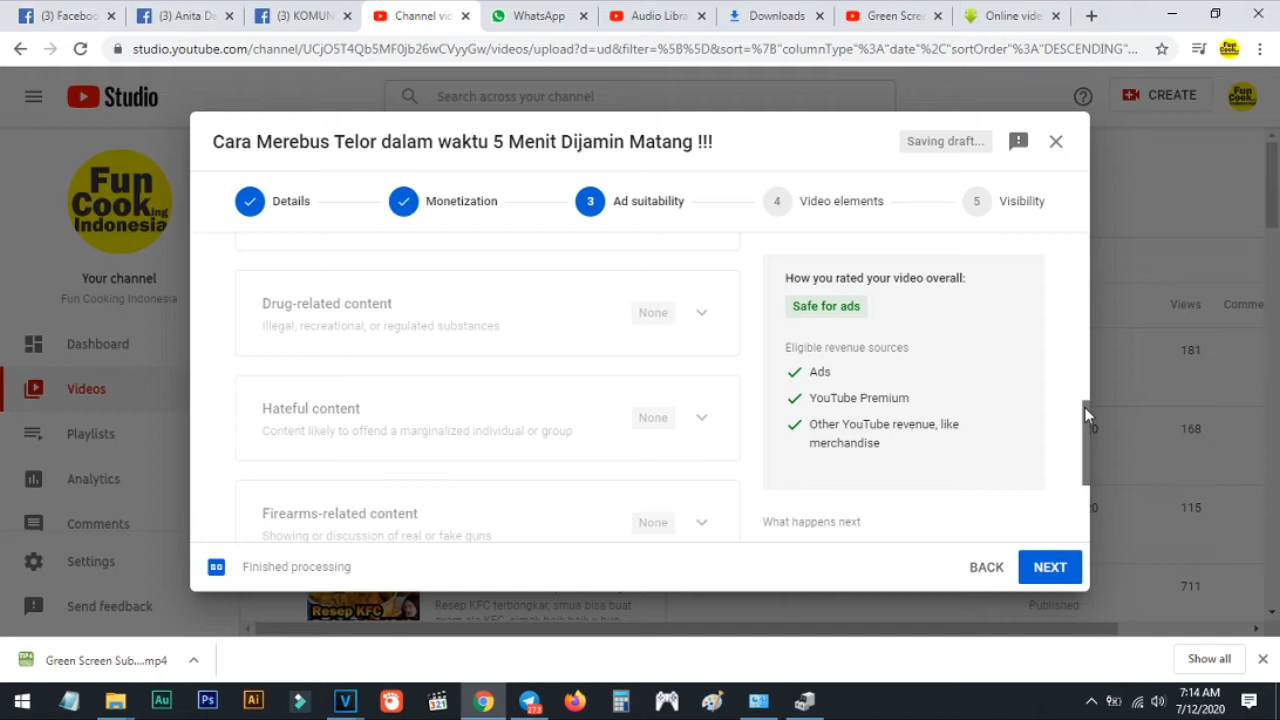 (3) Facebo
(3) Anita Da
(3) KOMUN
Channel vid
WhatsApp
Audio Libra
Downloads
Green Scre
Online vide
studio.youtube.com/channel/UCjO5T4Qb5MF0jb26wCVyyGw/videos/upload?d=ud&filter=%5B%5D&sort=%7B"columnType"%3A"date"%2C"sortOrder"%3A"DESCENDING"...
Studio
Search across your channel
CREATE
Fun
Cooking
Indonesia
Your channel
Fun Cooking Indonesia
Dashboard
Videos
Playlists
Analytics
Comments
Settings
Send feedback
Cara Merebus Telor dalam waktu 5 Menit Dijamin Matang !!!
Saving draft...
Details
Monetization
3 Ad suitability
4 Video elements
5 Visibility
Drug-related content
Illegal, recreational, or regulated substances
None
Hateful content
Content likely to offend a marginalized individual or group
None
Firearms-related content
Showing or discussion of real or fake guns
None
How you rated your video overall:
Safe for ads
Eligible revenue sources
Ads
YouTube Premium
Other YouTube revenue, like
merchandise
What happens next
SD Finished processing
BACK
NEXT
Views Comme
181
168
115
711
Resep KFC
Resep KFC terbongkar, smua bisa buat
Published
Green Screen Sub....mp4
Show all
Au
Ps
Ai
V
321
273
7:14 AM
7/12/2020